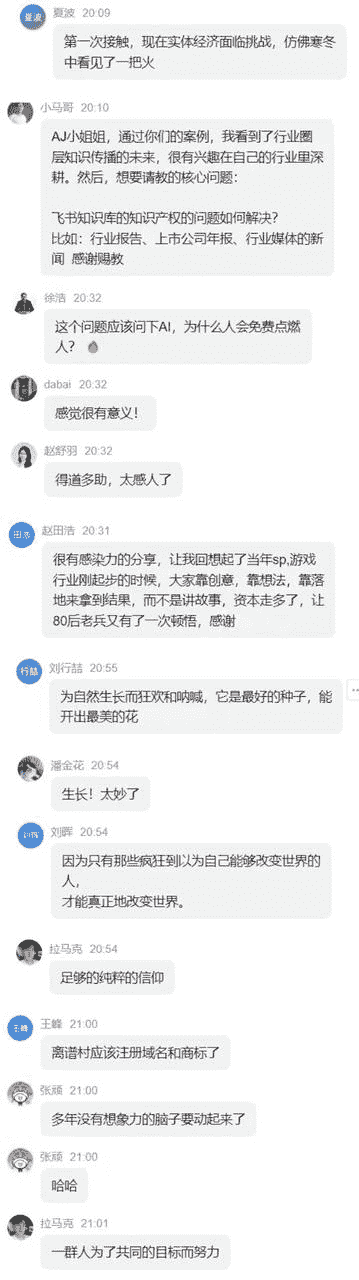 夏波
夏波 20:09
第一次接触，现在实体经济面临挑战，仿佛寒冬
中看见了一把火
小马哥 20:10
AJ小姐姐，通过你们的案例，我看到了行业圈
层知识传播的未来，很有兴趣在自己的行业里深
耕。然后，想要请教的核心问题：
飞书知识库的知识产权的问题如何解决？
比如：行业报告、上市公司年报、行业媒体的新
闻 感谢赐教
徐浩 20:32
这个问题应该问下AI，为什么人会免费点燃
人？
dabai 20:32
感觉很有意义！
赵舒羽 20:32
得道多助，太感人了
田浩
赵田浩 20:31
很有感染力的分享，让我回想起了当年sp,游戏
行业刚起步的时候，大家靠创意，靠想法，靠落
地来拿到结果，而不是讲故事，资本走多了，让
80后老兵又有了一次顿悟，感谢
行喆
刘行喆 20:55
为自然生长而狂欢和呐喊，它是最好的种子，能
开出最美的花
潘金花 20:54
生长！太妙了
刘晖
刘晖 20:54
因为只有那些疯狂到以为自己能够改变世界的
人，
才能真正地改变世界。
拉马克 20:54
足够的纯粹的信仰
王峰
王峰 21:00
离谱村应该注册域名和商标了
张顽 21:00
多年没有想象力的脑子要动起来了
张顽 21:00
哈哈
拉马克 21:01
一群人为了共同的目标而努力